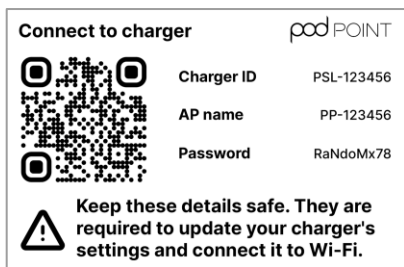 Connect to charger
pod POINT
Charger ID PSL-123456
AP name PP-123456
Password RaNdoMx78
Keep these details safe. They are
required to update your charger's
settings and connect it to Wi-Fi.